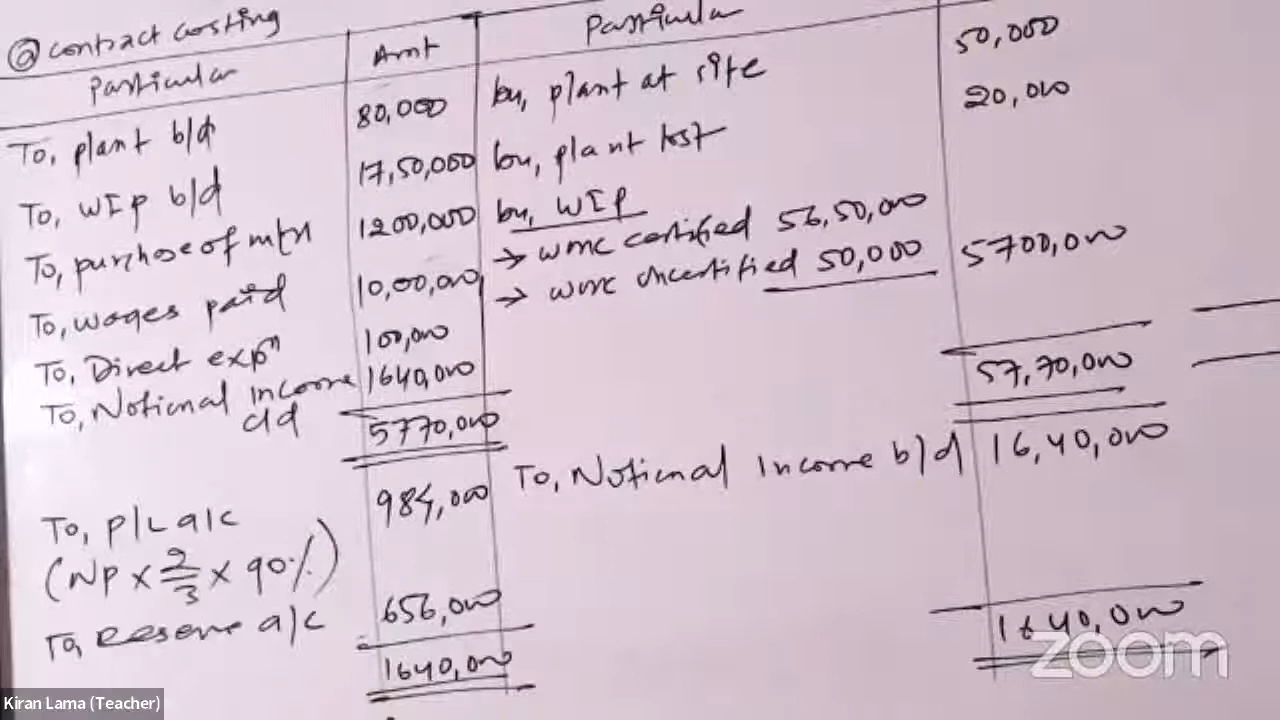 @ contract costing
Particular Amt Particular
To, plant b/d 80,000 by, plant at site 50,000
To, WIP b/d 17,50,000 by, plant lost 20,000
To, purchase of mtrl 1200,000 by, WIP
To, wages paid 10,00,000 → work certified 56,50,000
→ work uncertified 50,000 5700,000
To, Direct expn 100,000
To, Notional Income c/d 1640,000
5770,000 57,70,000
To, Notional Income b/d 16,40,000
To, P/L a/c 984,000
(NP × 2/3 × 90%)
To, Reserve a/c 656,000
1640,000 1640,000
zoom
Kiran Lama (Teacher)